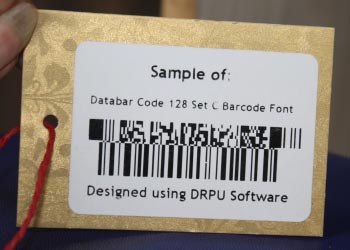 Sample of:
Databar Code 128 Set C Barcode Font
Designed using DRPU Software